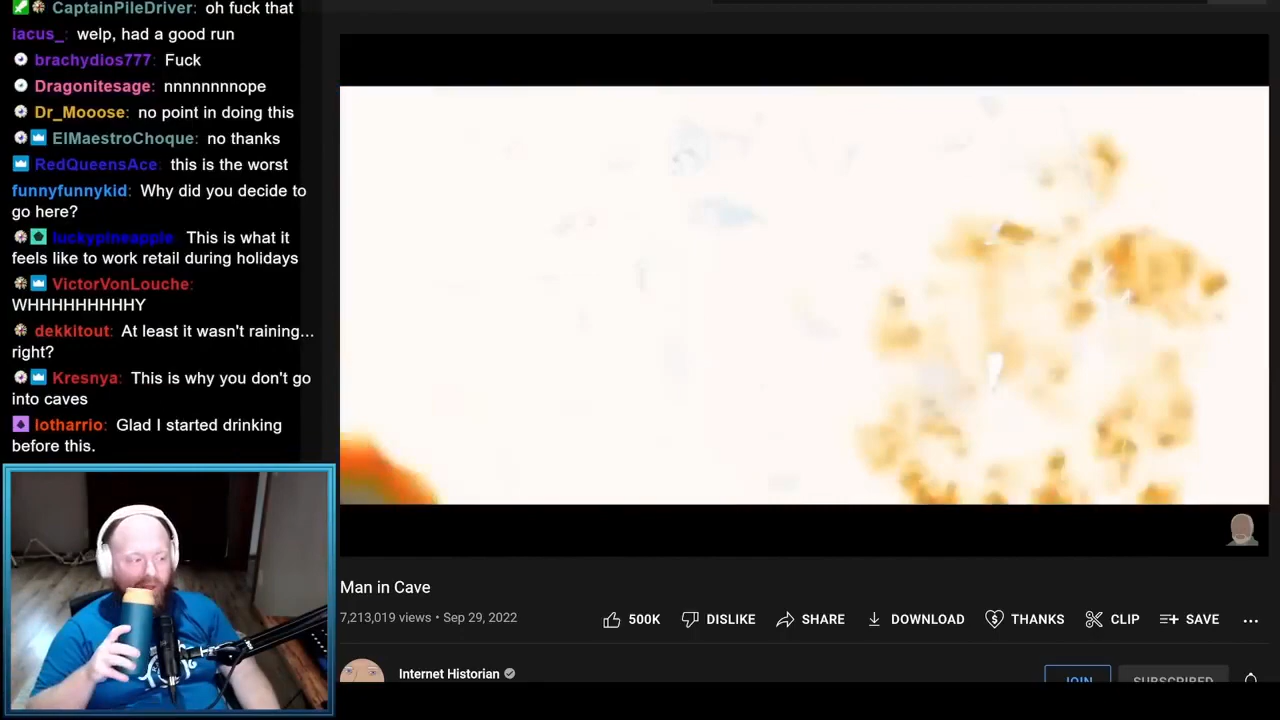 CaptainPileDriver: oh fuck that
iacus_: welp, had a good run
brachydios777: Fuck
Dragonitesage: nnnnnnnope
Dr_Mooose: no point in doing this
ElMaestroChoque: no thanks
RedQueensAce: this is the worst
funnyfunnykid: Why did you decide to
go here?
luckypineapple This is what it
feels like to work retail during holidays
VictorVonLouche:
WHHHHHHHHHY
dekkitout: At least it wasn't raining...
right?
Kresnya: This is why you don't go
into caves
lotharrio: Glad I started drinking
before this.
Man in Cave
7,213,019 views • Sep 29, 2022
500K
DISLIKE
SHARE
DOWNLOAD
THANKS
CLIP
SAVE
Internet Historian
JOIN
SUBSCRIBED